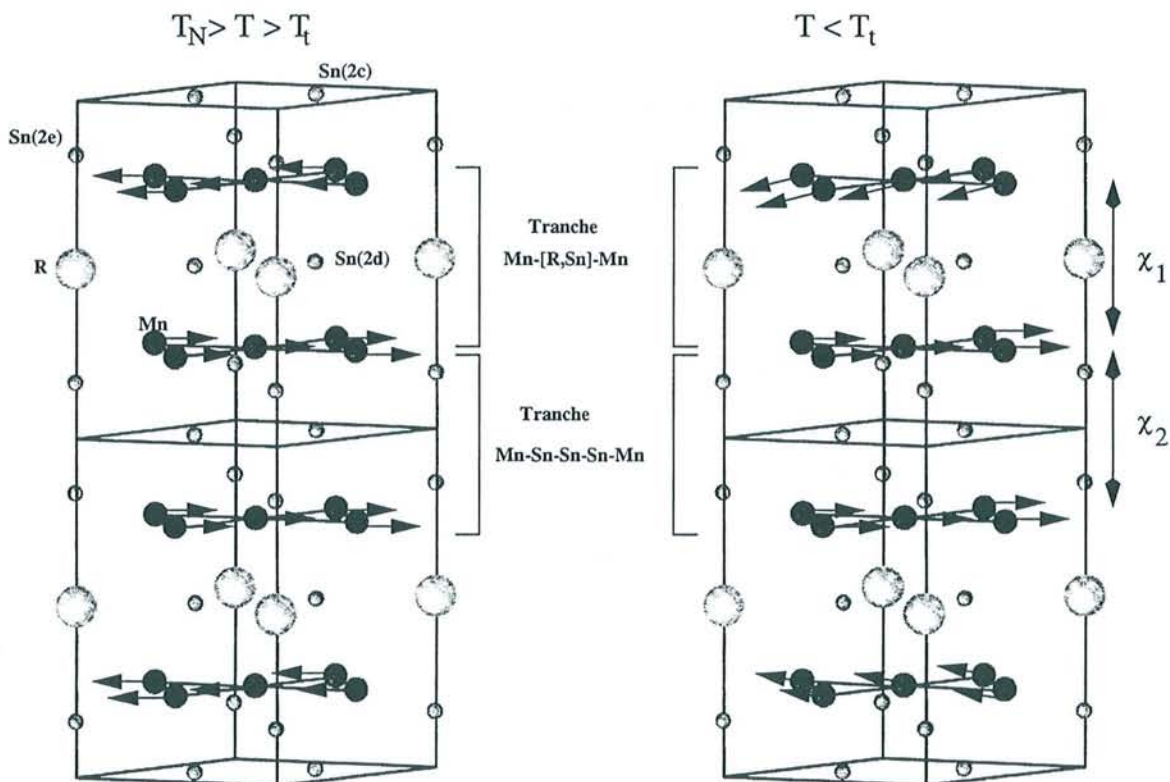 T_N > T > T_t
T < T_t
Sn(2c)
Sn(2e)
Tranche
Mn-[R,Sn]-Mn
R
Sn(2d)
χ_1
Mn
Tranche
Mn-Sn-Sn-Sn-Mn
χ_2